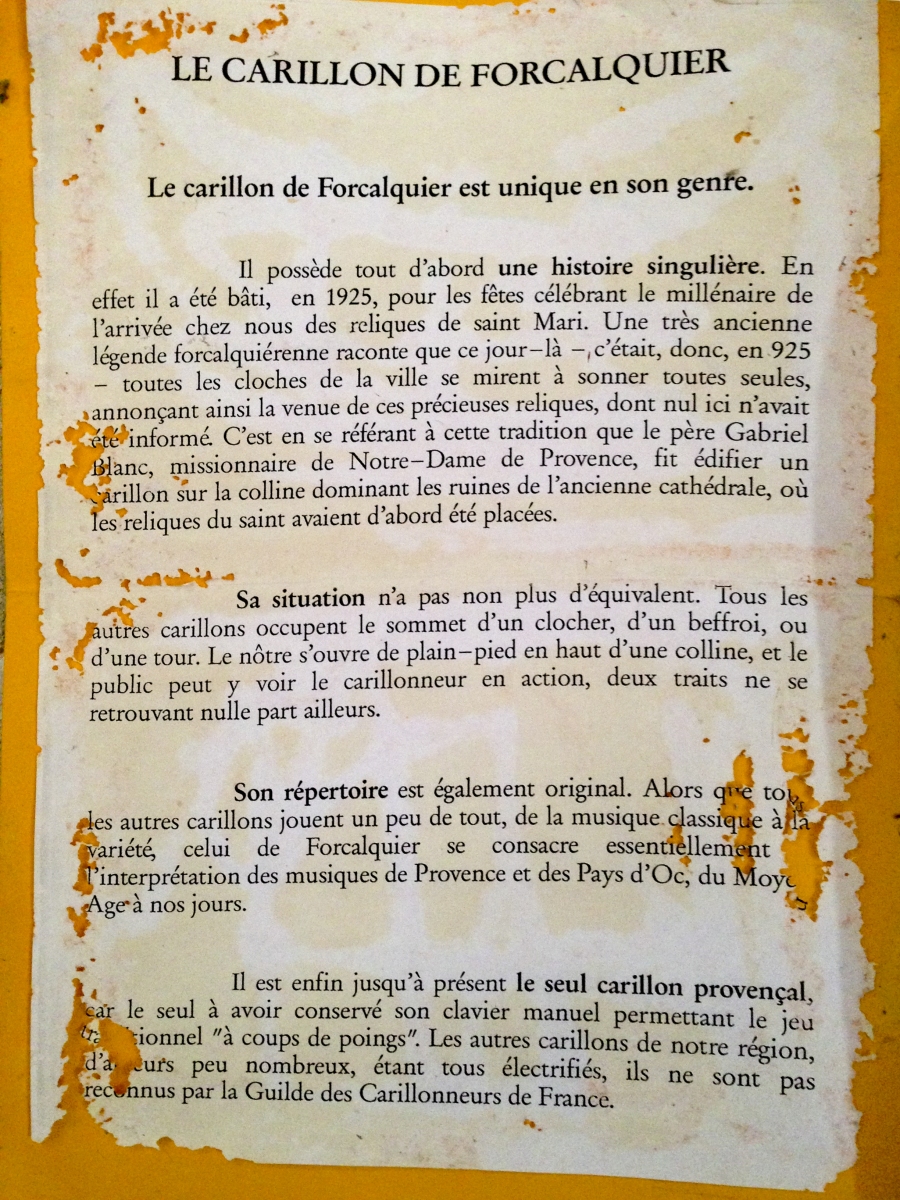 LE CARILLON DE FORCALQUIER
Le carillon de Forcalquier est unique en son genre.
Il possède tout d'abord une histoire singulière. En
effet il a été bâti, en 1925, pour les fêtes célébrant le millénaire de
l'arrivée chez nous des reliques de saint Mari. Une très ancienne
légende forcalquiérenne raconte que ce jour-là – c'était, donc, en 925
– toutes les cloches de la ville se mirent à sonner toutes seules,
annonçant ainsi la venue de ces précieuses reliques, dont nul ici n'avait
été informé. C'est en se référant à cette tradition que le père Gabriel
Blanc, missionnaire de Notre-Dame de Provence, fit édifier un
carillon sur la colline dominant les ruines de l'ancienne cathédrale, où
les reliques du saint avaient d'abord été placées.
Sa situation n'a pas non plus d'équivalent. Tous les
autres carillons occupent le sommet d'un clocher, d'un beffroi, ou
d'une tour. Le nôtre s'ouvre de plain-pied en haut d'une colline, et le
public peut y voir le carillonneur en action, deux traits ne se
retrouvant nulle part ailleurs.
Son répertoire est également original. Alors que tous
les autres carillons jouent un peu de tout, de la musique classique à la
variété, celui de Forcalquier se consacre essentiellement
l'interprétation des musiques de Provence et des Pays d'Oc, du Moyen
Age à nos jours.
Il est enfin jusqu'à présent le seul carillon provençal,
car le seul à avoir conservé son clavier manuel permettant le jeu
traditionnel "à coups de poings". Les autres carillons de notre région,
d'ailleurs peu nombreux, étant tous électrifiés, ils ne sont pas
reconnus par la Guilde des Carillonneurs de France.